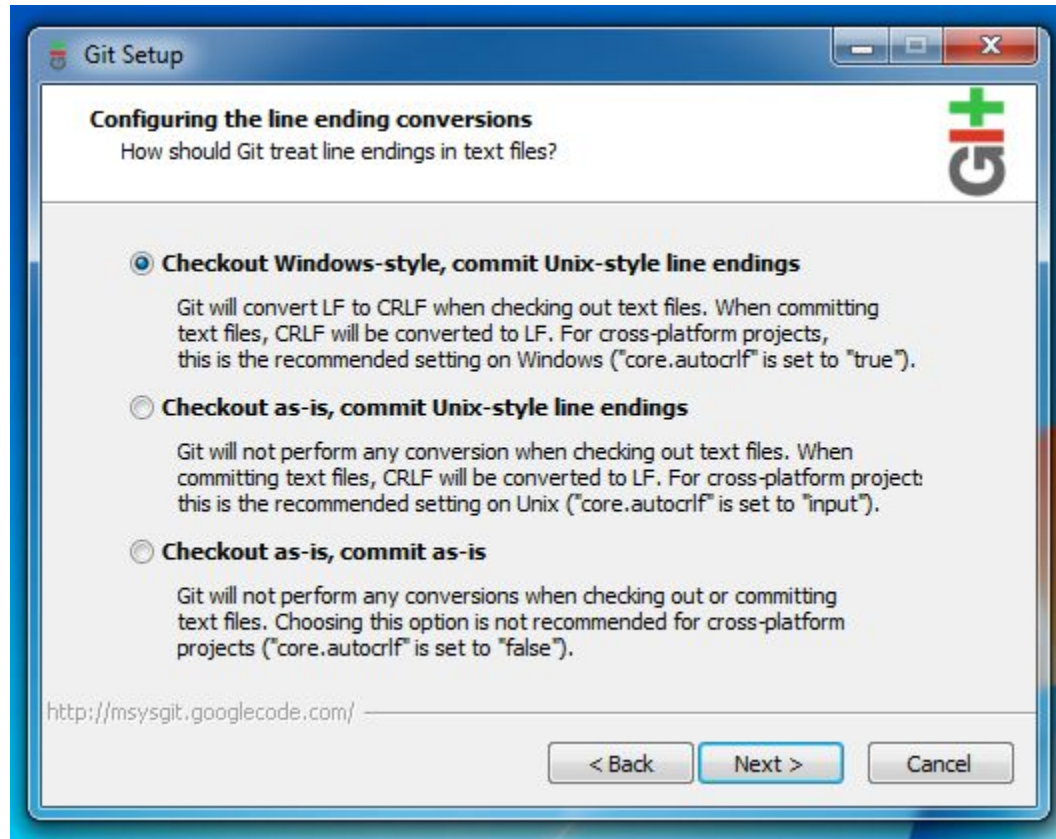 Git Setup
Configuring the line ending conversions
How should Git treat line endings in text files?
Git
Checkout Windows-style, commit Unix-style line endings
Git will convert LF to CRLF when checking out text files. When committing
text files, CRLF will be converted to LF. For cross-platform projects,
this is the recommended setting on Windows ("core.autocrlf" is set to "true").
Checkout as-is, commit Unix-style line endings
Git will not perform any conversion when checking out text files. When
committing text files, CRLF will be converted to LF. For cross-platform project
this is the recommended setting on Unix ("core.autocrlf" is set to "input").
Checkout as-is, commit as-is
Git will not perform any conversions when checking out or committing
text files. Choosing this option is not recommended for cross-platform
projects ("core.autocrlf" is set to "false").
http://msysgit.googlecode.com/
< Back
Next >
Cancel